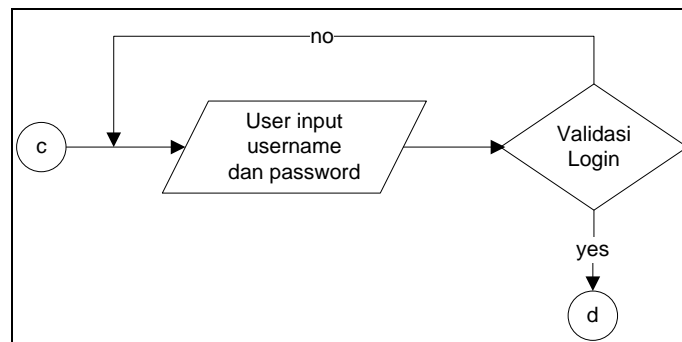 no
c
User input
username
dan password
Validasi
Login
yes
d